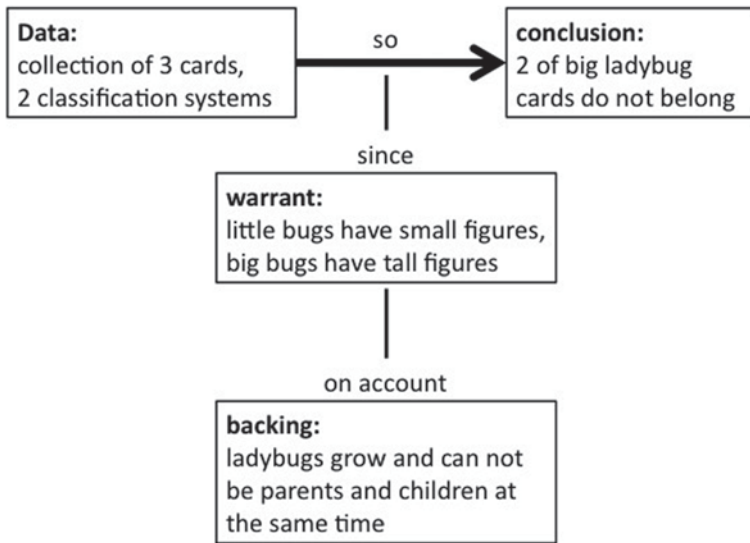 Data:
collection of 3 cards,
2 classification systems
so
conclusion:
2 of big ladybug
cards do not belong
since
warrant:
little bugs have small figures,
big bugs have tall figures
on account
backing:
ladybugs grow and can not
be parents and children at
the same time